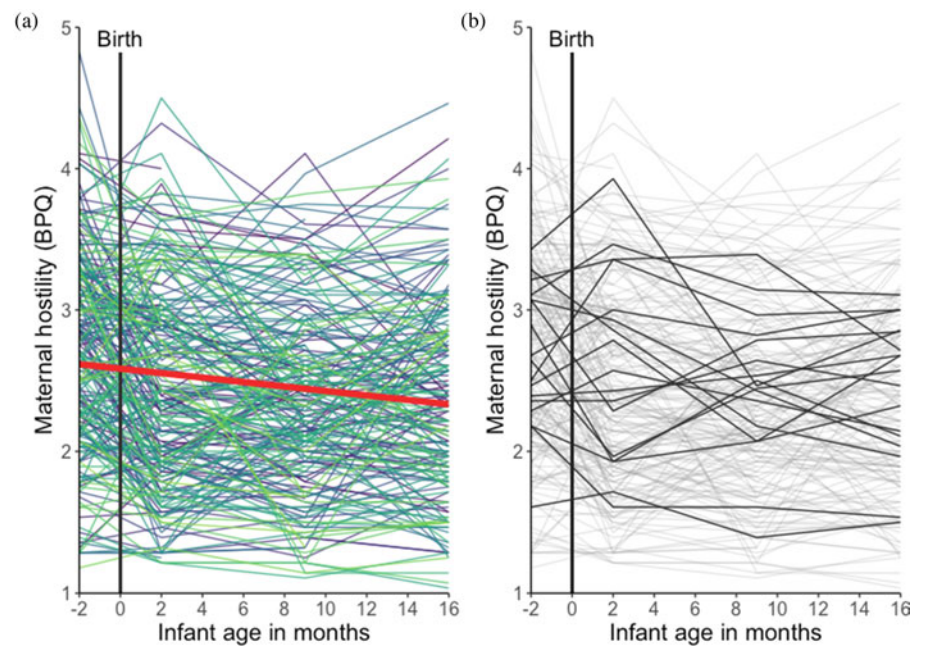 (a)
5
Birth
4
3
2
1
Maternal hostility (BPQ)
-2 0 2 4 6 8 10 12 14 16
Infant age in months
(b)
5
Birth
4
3
2
1
Maternal hostility (BPQ)
-2 0 2 4 6 8 10 12 14 16
Infant age in months